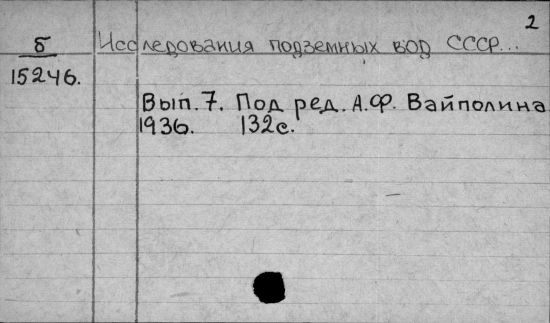 2
Б Исследования подземных вод СССР...
15246.
Вып. 7. Под ред. А.Ф. Вайполина
1936. 132с.